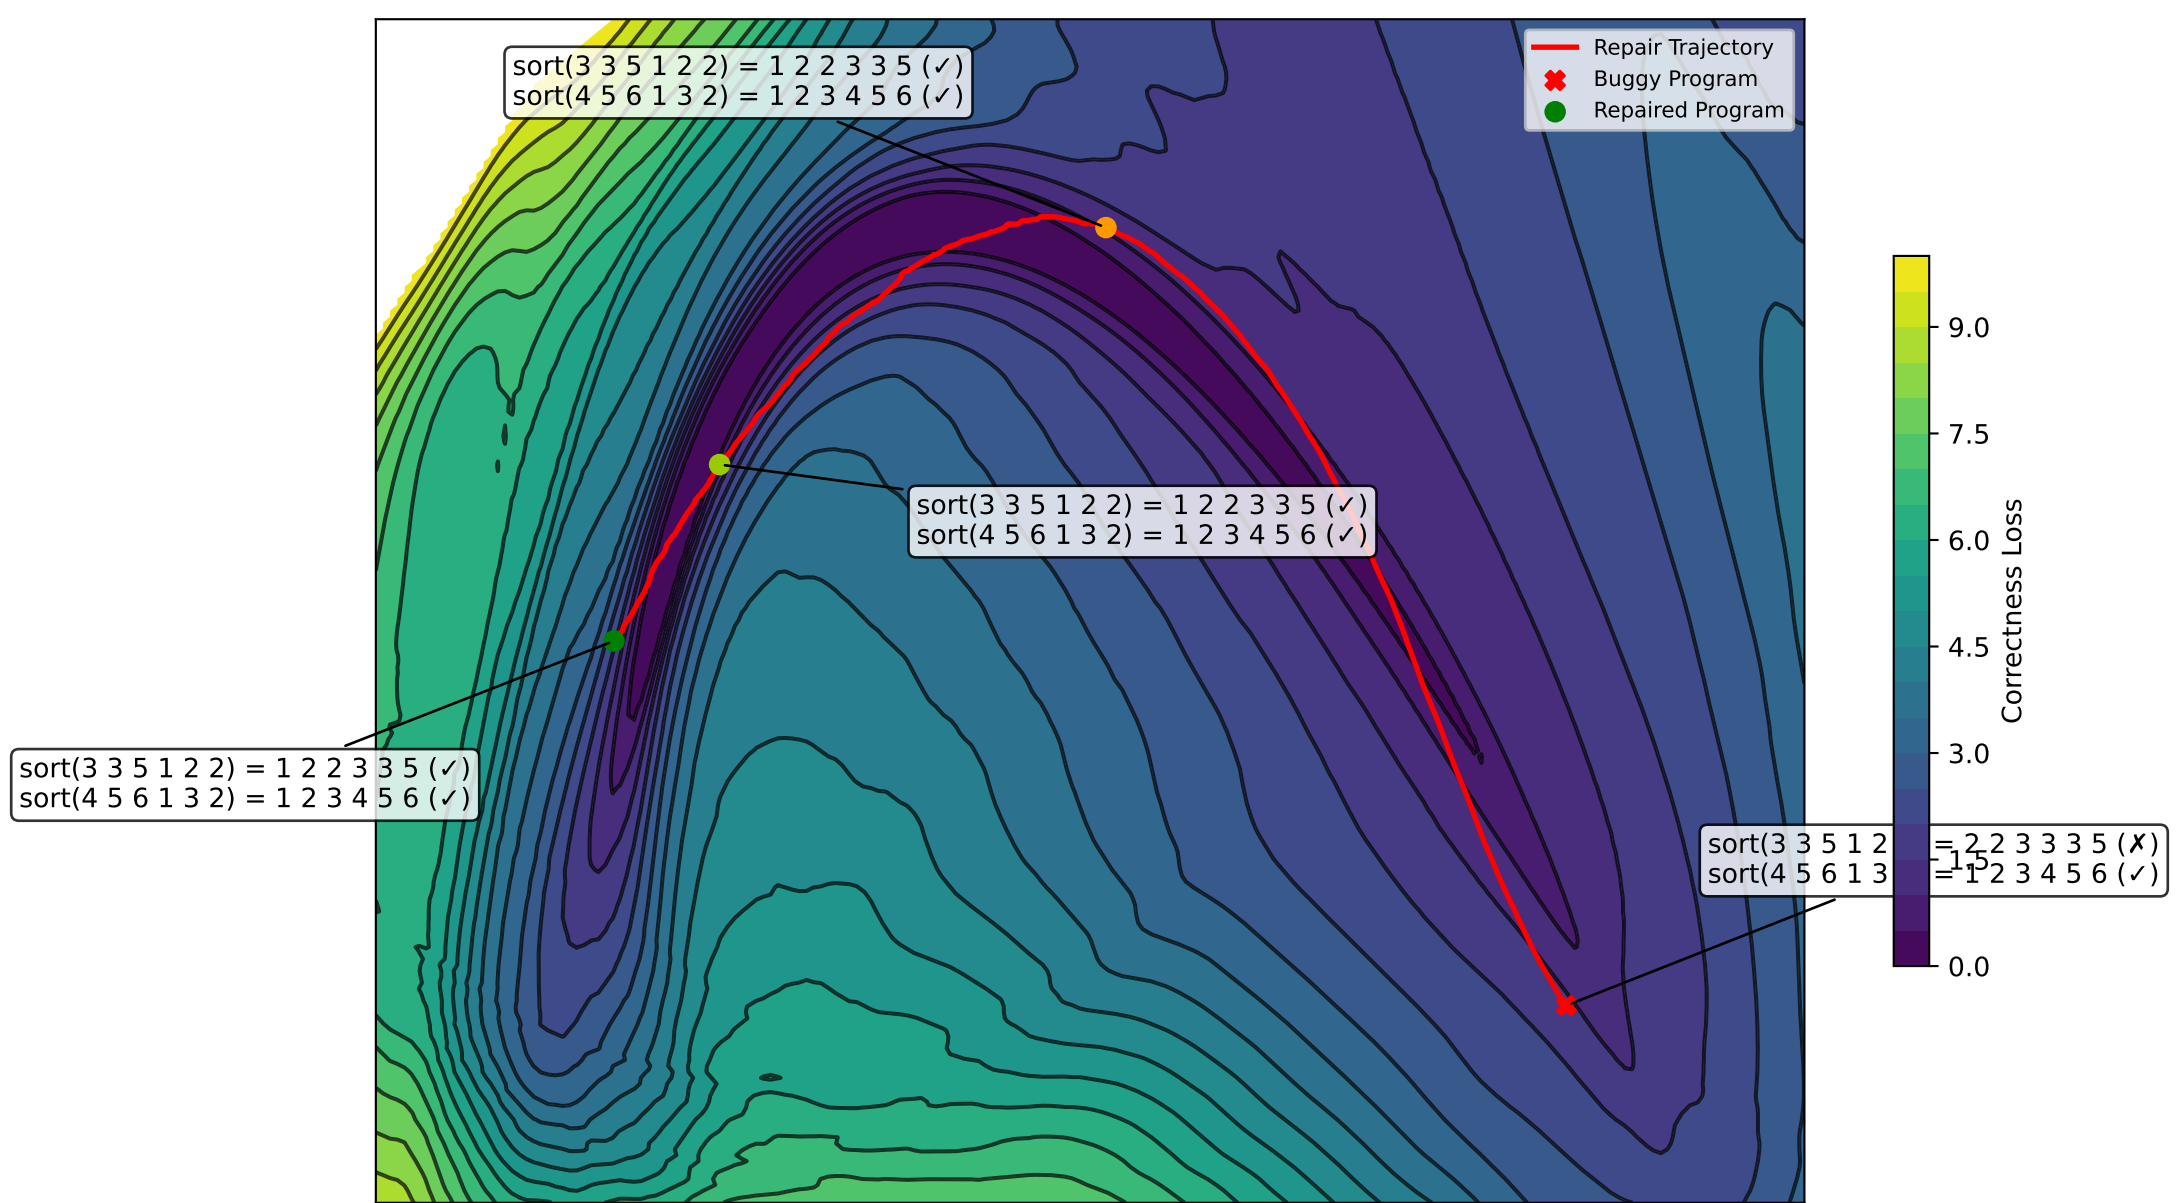 sort(3 3 5 1 2 2) = 1 2 2 3 3 5 (✓)
sort(4 5 6 1 3 2) = 1 2 3 4 5 6 (✓)
Repair Trajectory
Buggy Program
Repaired Program
sort(3 3 5 1 2 2) = 1 2 2 3 3 5 (✓)
sort(4 5 6 1 3 2) = 1 2 3 4 5 6 (✓)
sort(3 3 5 1 2 2) = 1 2 2 3 3 5 (✓)
sort(4 5 6 1 3 2) = 1 2 3 4 5 6 (✓)
sort(3 3 5 1 2 = 2 2 3 3 3 5 (✗)
sort(4 5 6 1 3 = 1 2 3 4 5 6 (✓)
9.0
7.5
6.0
4.5
3.0
1.5
0.0
Correctness Loss